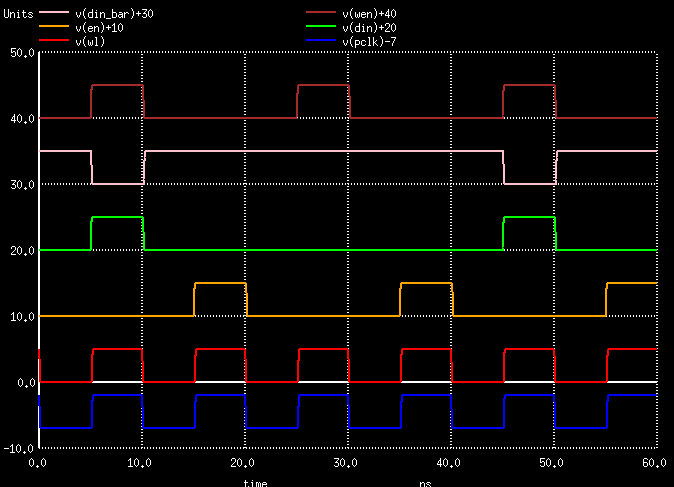 Units v(din_bar)+30 v(wen)+40
v(en)+10 v(din)+20
v(wl) v(pclk)-7
50.0
40.0
30.0
20.0
10.0
0.0
-10.0
0.0 10.0 20.0 30.0 40.0 50.0 60.0
time ns